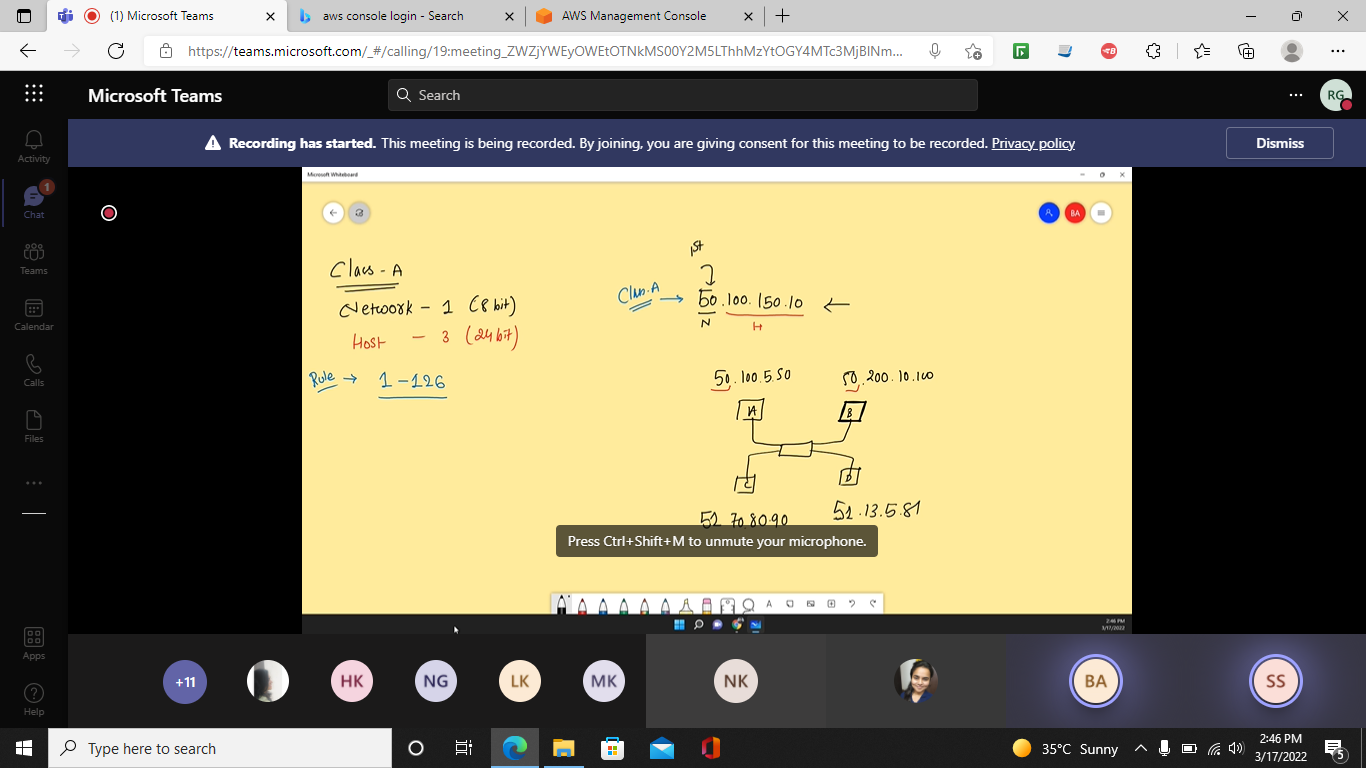 (1) Microsoft Teams
aws console login - Search
AWS Management Console
https://teams.microsoft.com/_#/calling/19:meeting_ZWZjYWEyOWEtOTNkMS00Y2M5LThhMzYtOGY4MTc3MjBlNm...
Microsoft Teams
Search
RG
Recording has started. This meeting is being recorded. By joining, you are giving consent for this meeting to be recorded. Privacy policy
Dismiss
Activity
1
Chat
Teams
Calendar
Calls
Files
Apps
Help
Microsoft Whiteboard
BA
Class - A
Network - 1 (8 bit)
Host - 3 (24 bit)
Rule → 1 - 126
1st
Class-A → 50.100.150.10 ←
N
H
50.100.5.50
50.200.10.100
A
B
C
D
51.13.5.81
Press Ctrl+Shift+M to unmute your microphone.
A
2:46 PM
3/17/2022
+11
HK
NG
LK
MK
NK
BA
SS
Type here to search
35°C Sunny
2:46 PM
3/17/2022
5